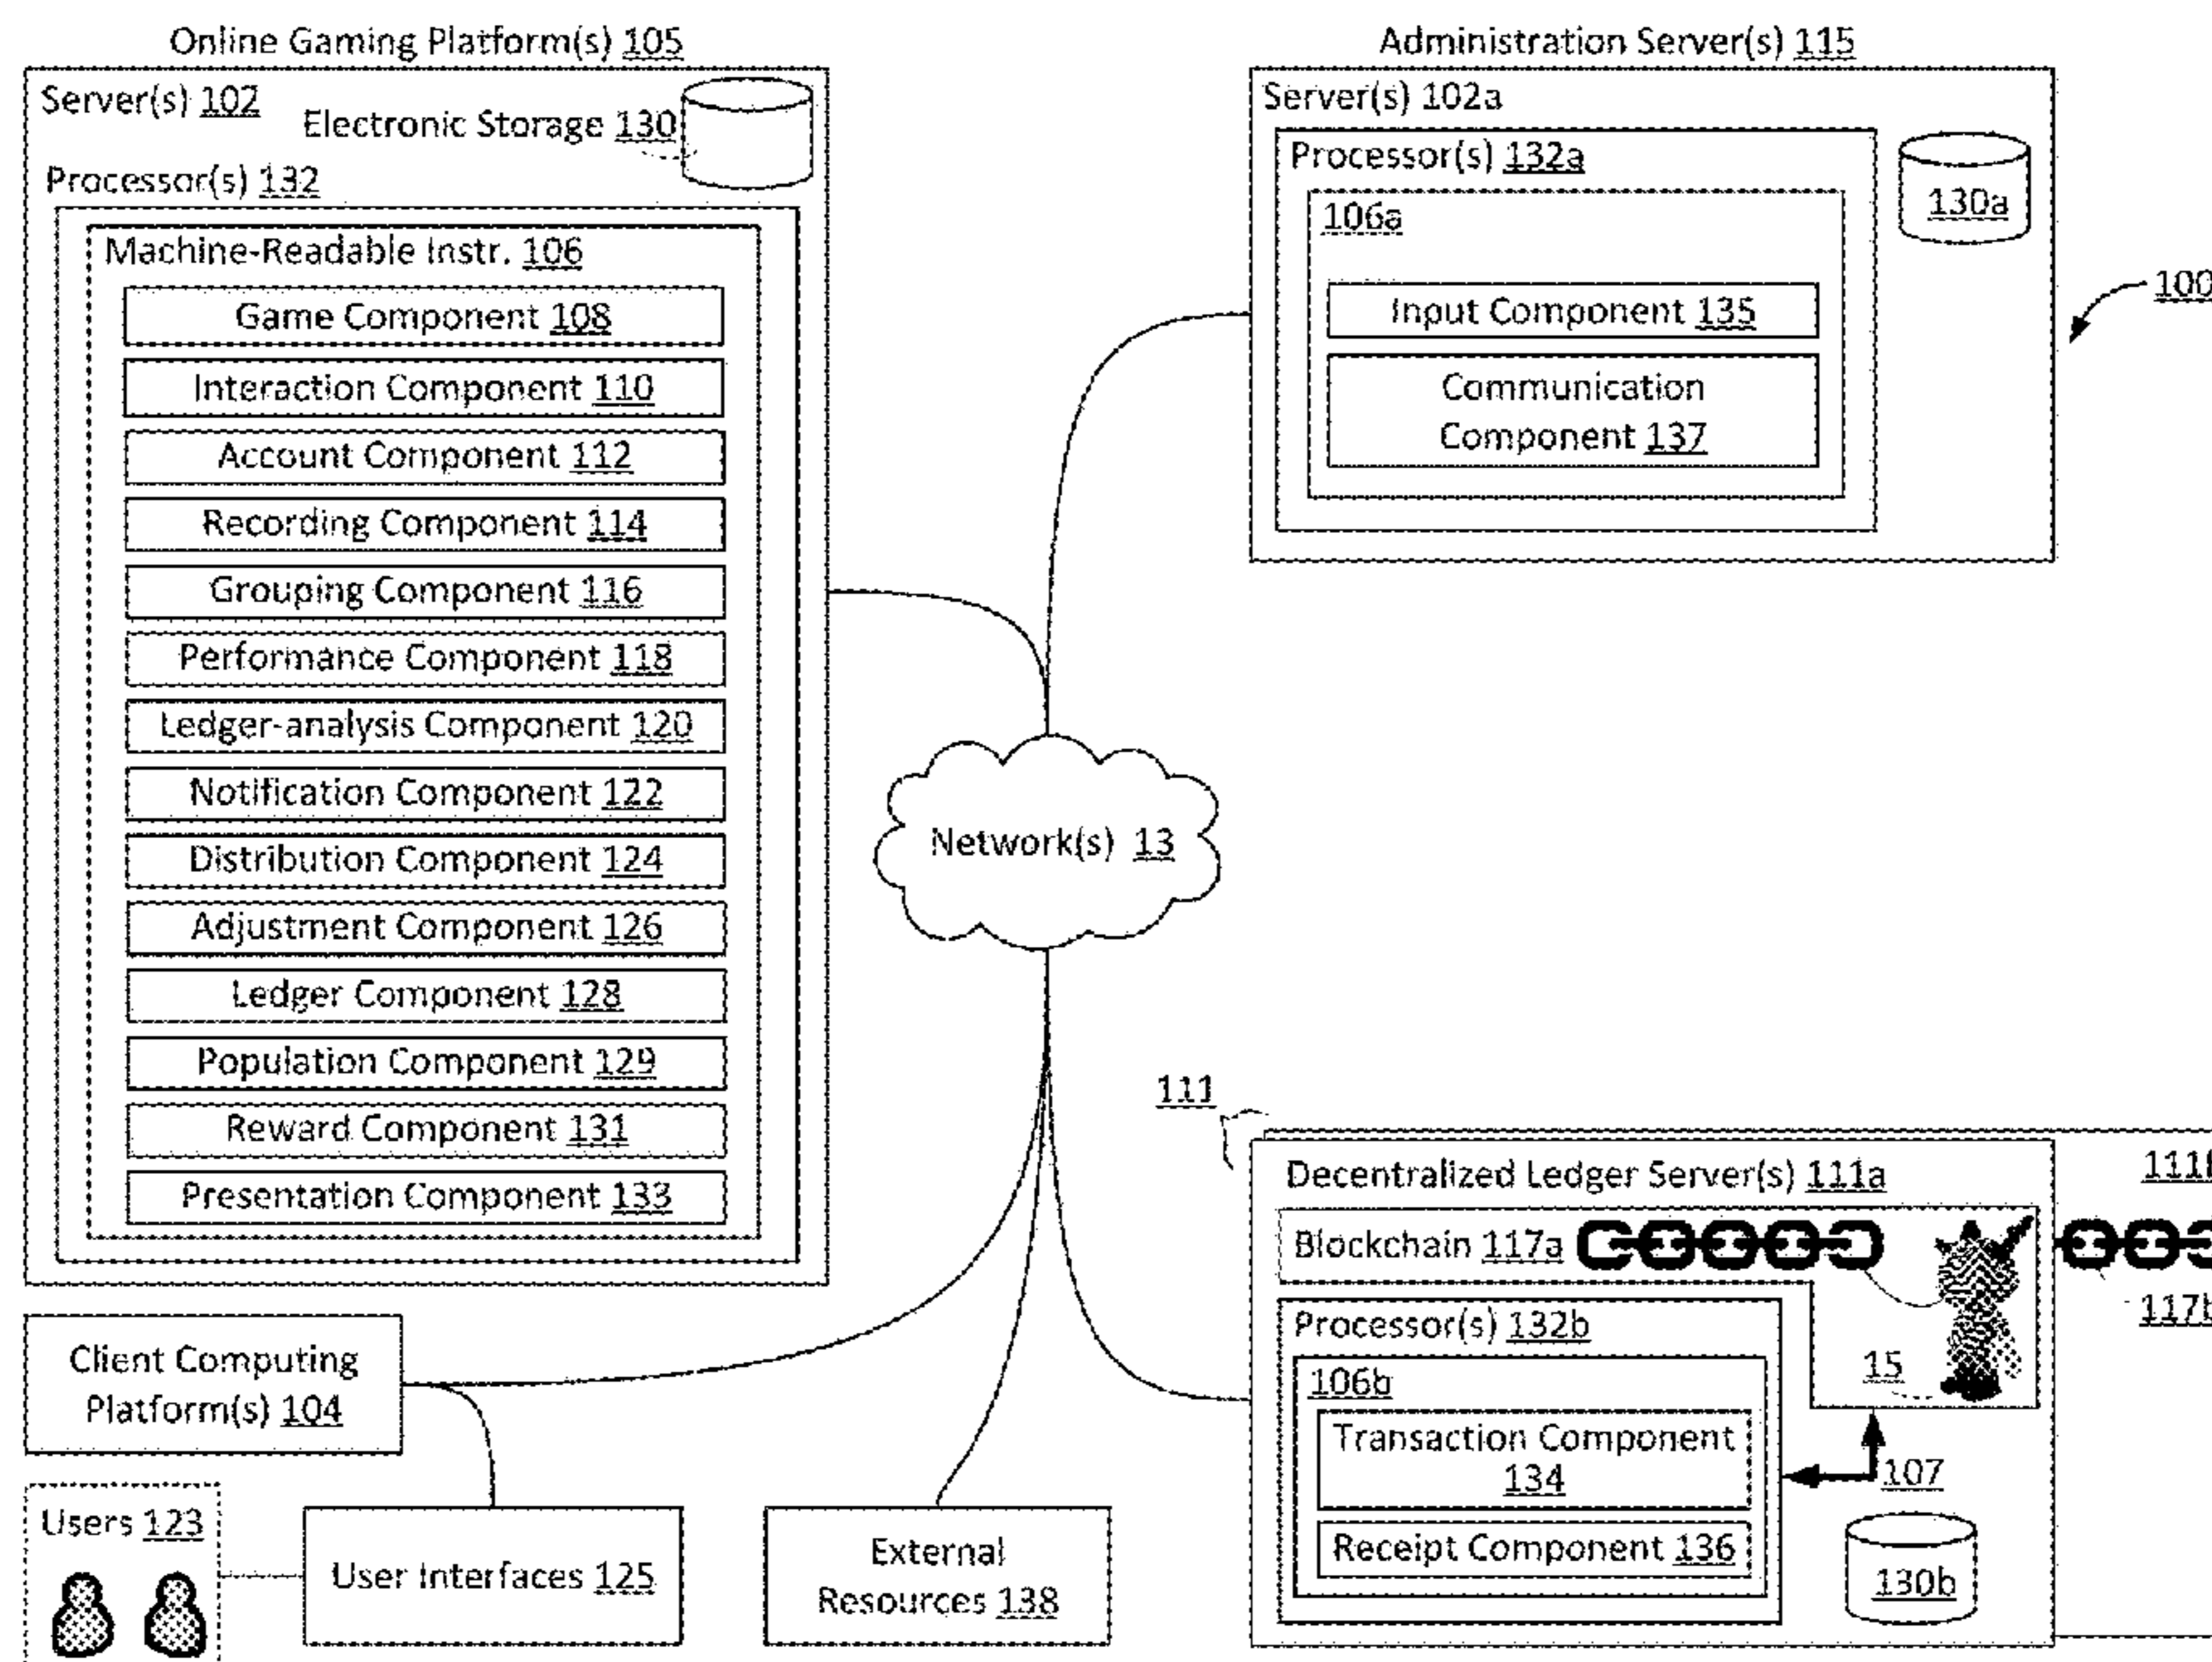 Online Gaming Platform(s) 105
Server(s) 102
Electronic Storage 130
Processor(s) 132
Machine-Readable Instr. 106
Game Component 108
Interaction Component 110
Account Component 112
Recording Component 114
Grouping Component 116
Performance Component 118
Ledger-analysis Component 120
Notification Component 122
Distribution Component 124
Adjustment Component 126
Ledger Component 128
Population Component 129
Reward Component 131
Presentation Component 133
Administration Server(s) 115
Server(s) 102a
Processor(s) 132a
130a
106a
Input Component 135
Communication
Component 137
100
Network(s) 13
111
Decentralized Ledger Server(s) 111a
Blockchain 117a
117b
Processor(s) 132b
15
106b
Transaction Component
134
107
Receipt Component 136
130b
Client Computing
Platform(s) 104
Users 123
User Interfaces 125
External
Resources 138